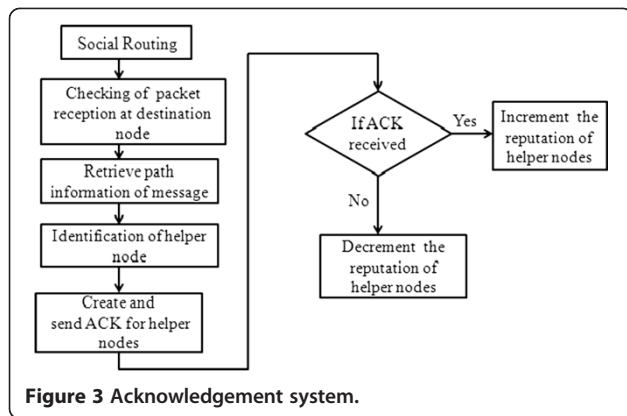 Social Routing
Checking of packet
reception at destination
node
Retrieve path
information of message
Identification of helper
node
Create and
send ACK for helper
nodes
If ACK
received
Yes
Increment the
reputation of
helper nodes
No
Decrement the
reputation of
helper nodes
Figure 3 Acknowledgement system.